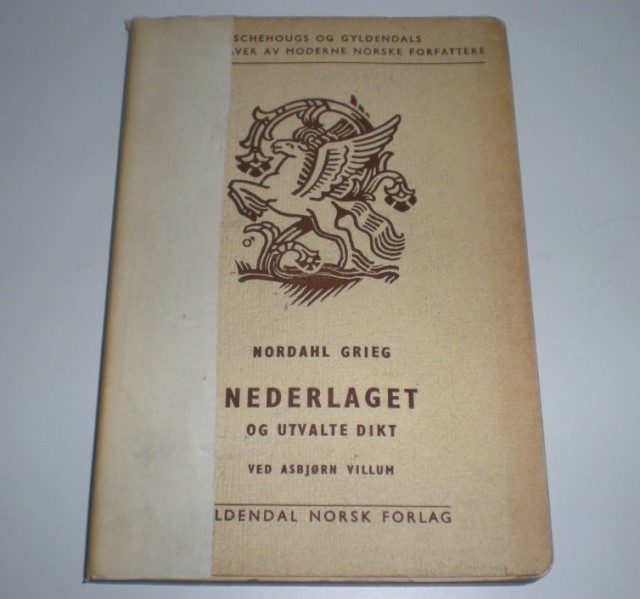 SCHEHOUGS OG GYLDENDALS
AVER AV MODERNE NORSKE FORFATTERE
NORDAHL GRIEG
NEDERLAGET
OG UTVALTE DIKT
VED ASBJØRN VILLUM
LDENDAL NORSK FORLAG